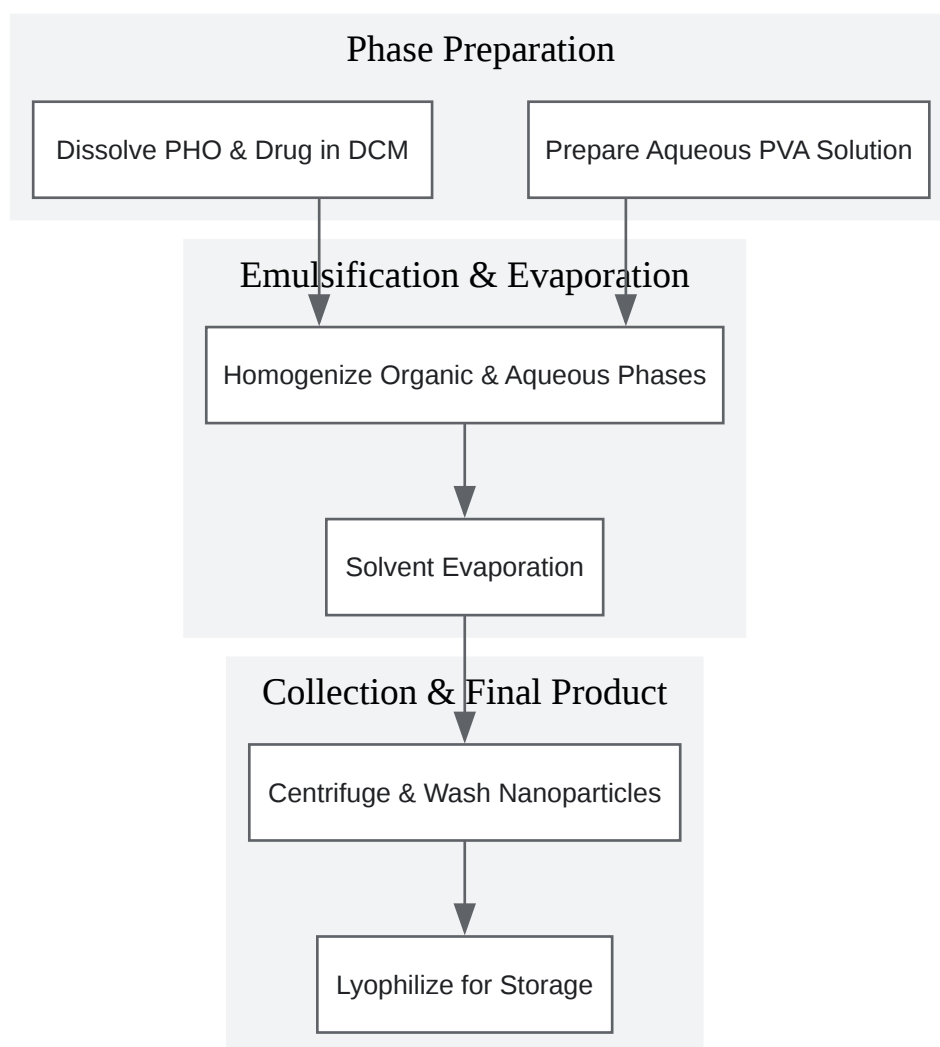 Phase Preparation
Dissolve PHO & Drug in DCM
Prepare Aqueous PVA Solution
Emulsification & Evaporation
Homogenize Organic & Aqueous Phases
Solvent Evaporation
Collection & Final Product
Centrifuge & Wash Nanoparticles
Lyophilize for Storage